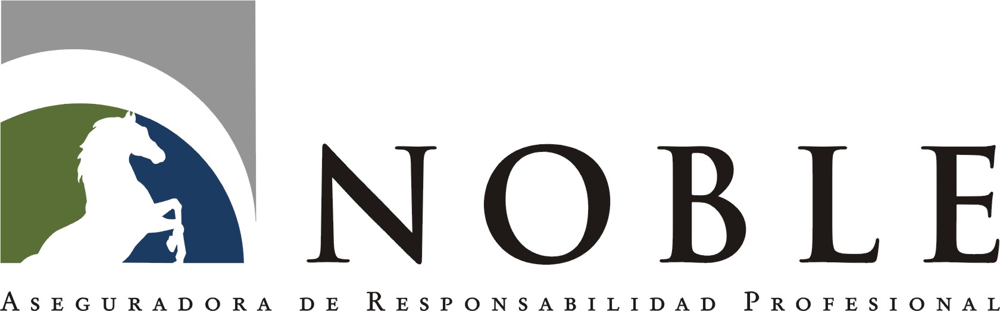 NOBLE
ASEGURADORA DE RESPONSABILIDAD PROFESIONAL